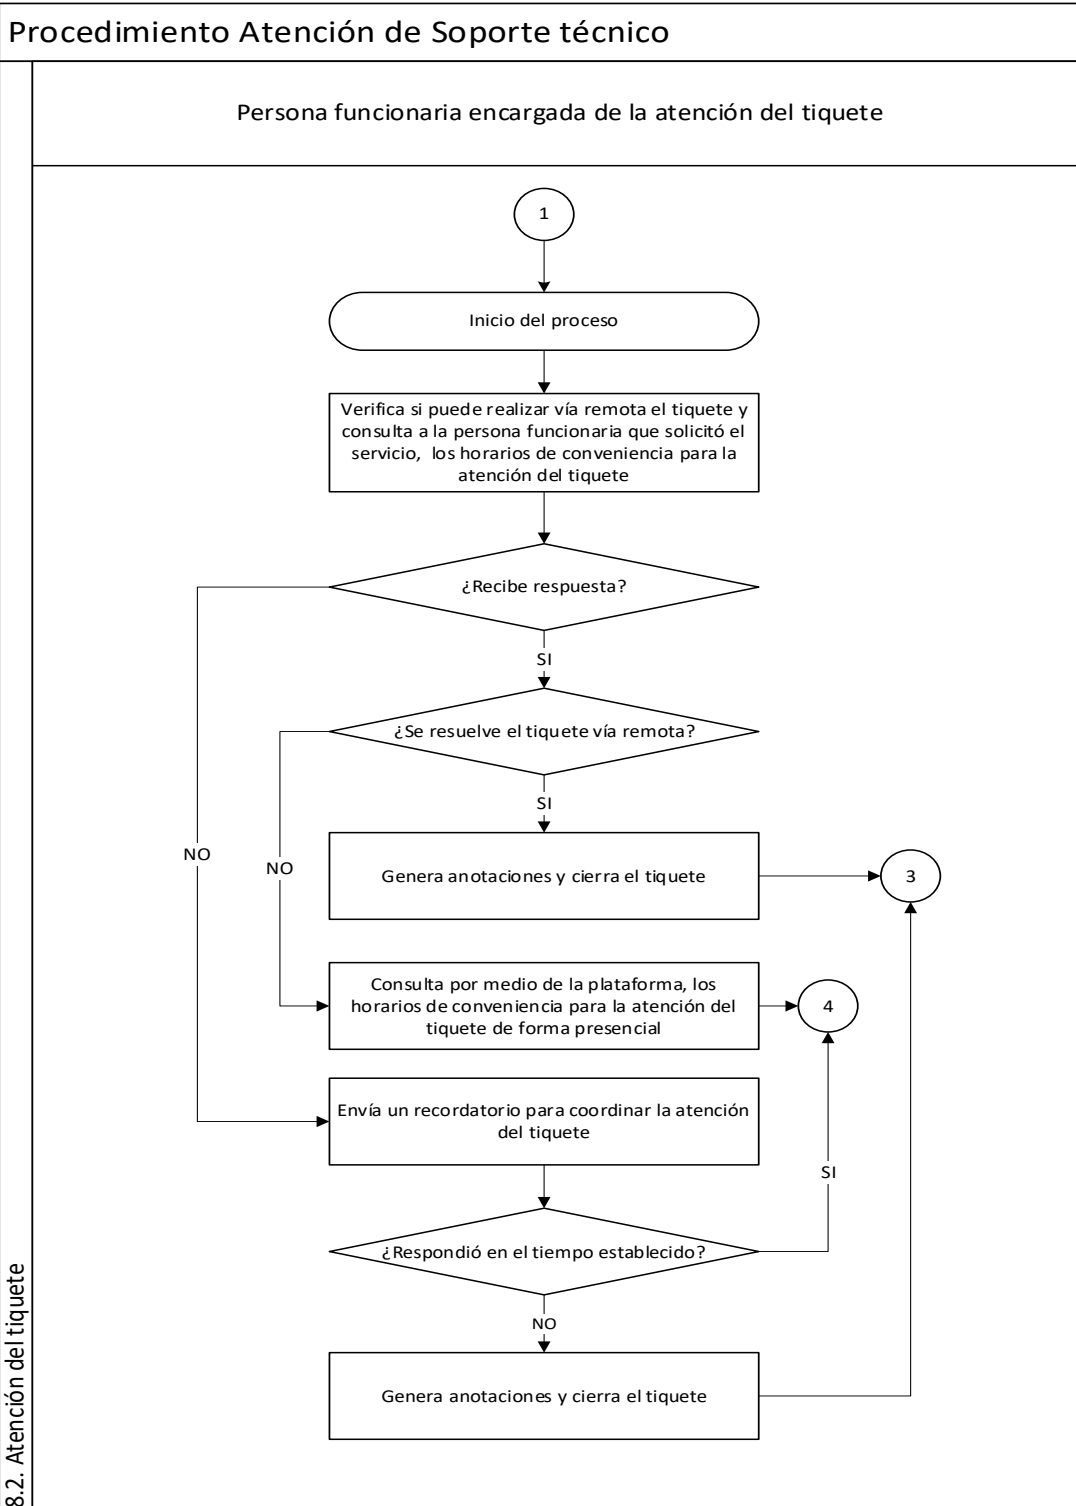 Procedimiento Atención de Soporte técnico
Persona funcionaria encargada de la atención del tiquete
1
Inicio del proceso
Verifica si puede realizar vía remota el tiquete y
consulta a la persona funcionaria que solicitó el
servicio, los horarios de conveniencia para la
atención del tiquete
¿Recibe respuesta?
SI
¿Se resuelve el tiquete vía remota?
SI
NO
NO
Genera anotaciones y cierra el tiquete
3
Consulta por medio de la plataforma, los
horarios de conveniencia para la atención del
tiquete de forma presencial
4
Envía un recordatorio para coordinar la atención
del tiquete
SI
¿Respondió en el tiempo establecido?
NO
Genera anotaciones y cierra el tiquete
8.2. Atención del tiquete